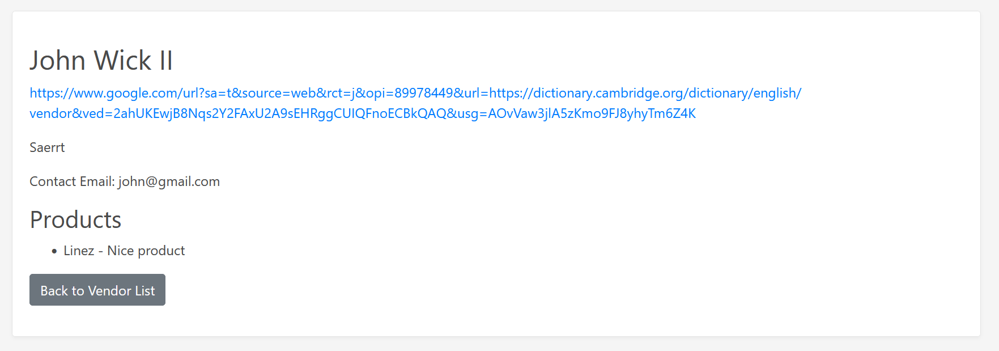 John Wick II
https://www.google.com/url?sa=t&source=web&rct=j&opi=89978449&url=https://dictionary.cambridge.org/dictionary/english/
vendor&ved=2ahUKEwjB8Nqs2Y2FAxU2A9sEHRggCUIQFnoECBkQAQ&usg=AOvVaw3jlA5zKmo9FJ8yhyTm6Z4K
Saerrt
Contact Email: john@gmail.com
Products
• Linez - Nice product
Back to Vendor List